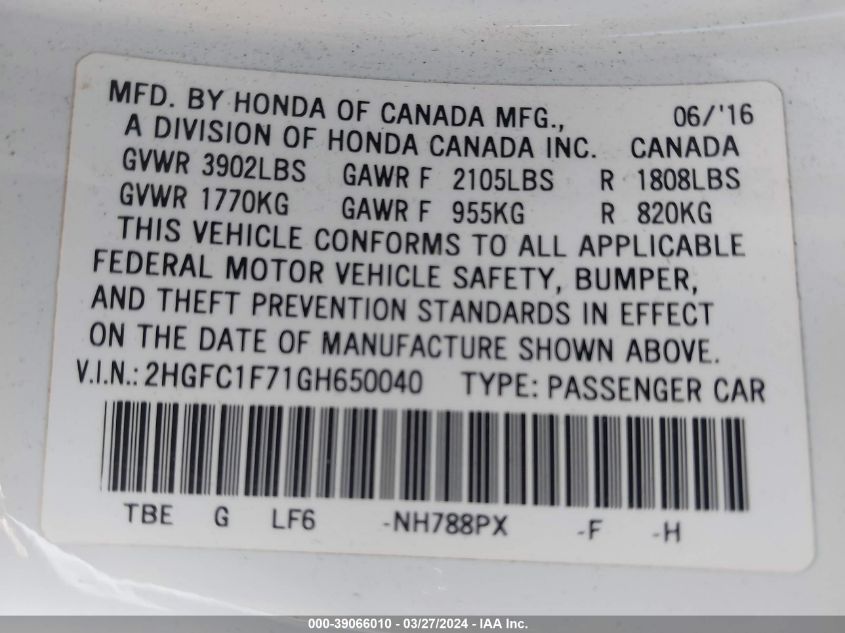 MFD. BY HONDA OF CANADA MFG., 06/'16
A DIVISION OF HONDA CANADA INC. CANADA
GVWR 3902LBS GAWR F 2105LBS R 1808LBS
GVWR 1770KG GAWR F 955KG R 820KG
THIS VEHICLE CONFORMS TO ALL APPLICABLE
FEDERAL MOTOR VEHICLE SAFETY, BUMPER,
AND THEFT PREVENTION STANDARDS IN EFFECT
ON THE DATE OF MANUFACTURE SHOWN ABOVE.
V.I.N.: 2HGFC1F71GH650040 TYPE: PASSENGER CAR
TBE G LF6 -NH788PX -F -H
000-39066010 - 03/27/2024 - IAA Inc.